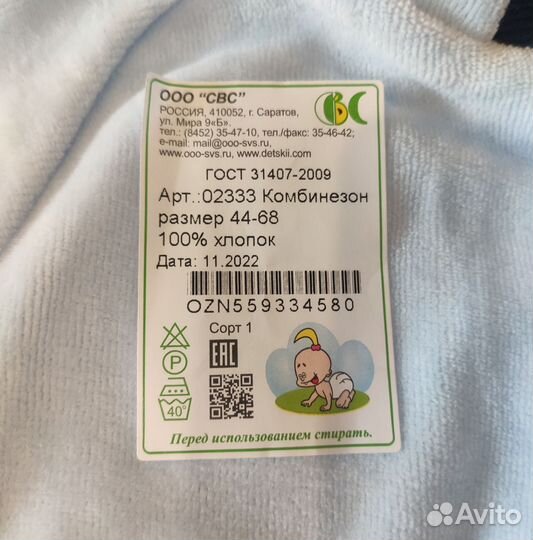 ООО "СВС"
РОССИЯ, 410052, г. Саратов,
ул. Мира 9«Б».
тел.: (8452) 35-47-10, тел./факс: 35-46-42;
e-mail: mail@ooo-svs.ru,
www.ooo-svs.ru, www.detskii.com
СВС
ГОСТ 31407-2009
Арт.:02333 Комбинезон
размер 44-68
100% хлопок
Дата: 11.2022
OZN559334580
Сорт 1
EAC
P
40°
Перед использованием стирать.
Avito